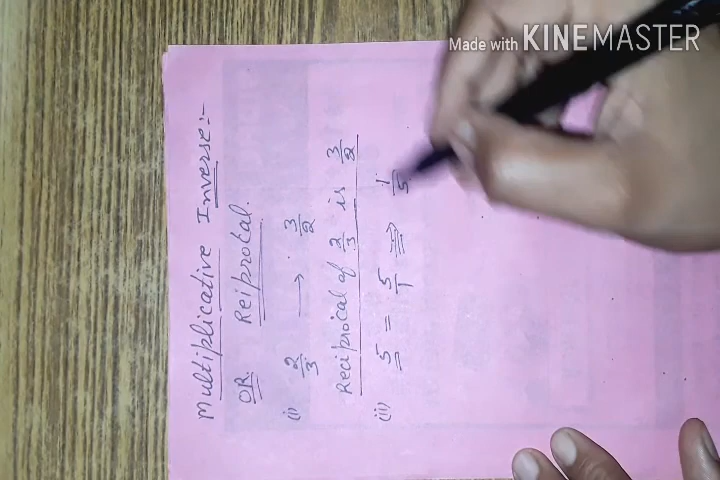 Made with KINEMASTER
Multiplicative Inverse:-
OR Reiprocal.
(i) 2/3 → 3/2
Reciprocal of 2/3 is 3/2
(ii) 5 = 5/1 ⇒ 1/5